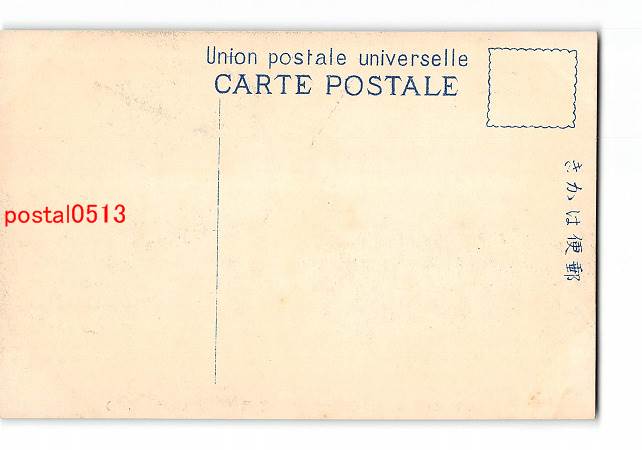 Union postale universelle
CARTE POSTALE
きかは便郵
postal0513